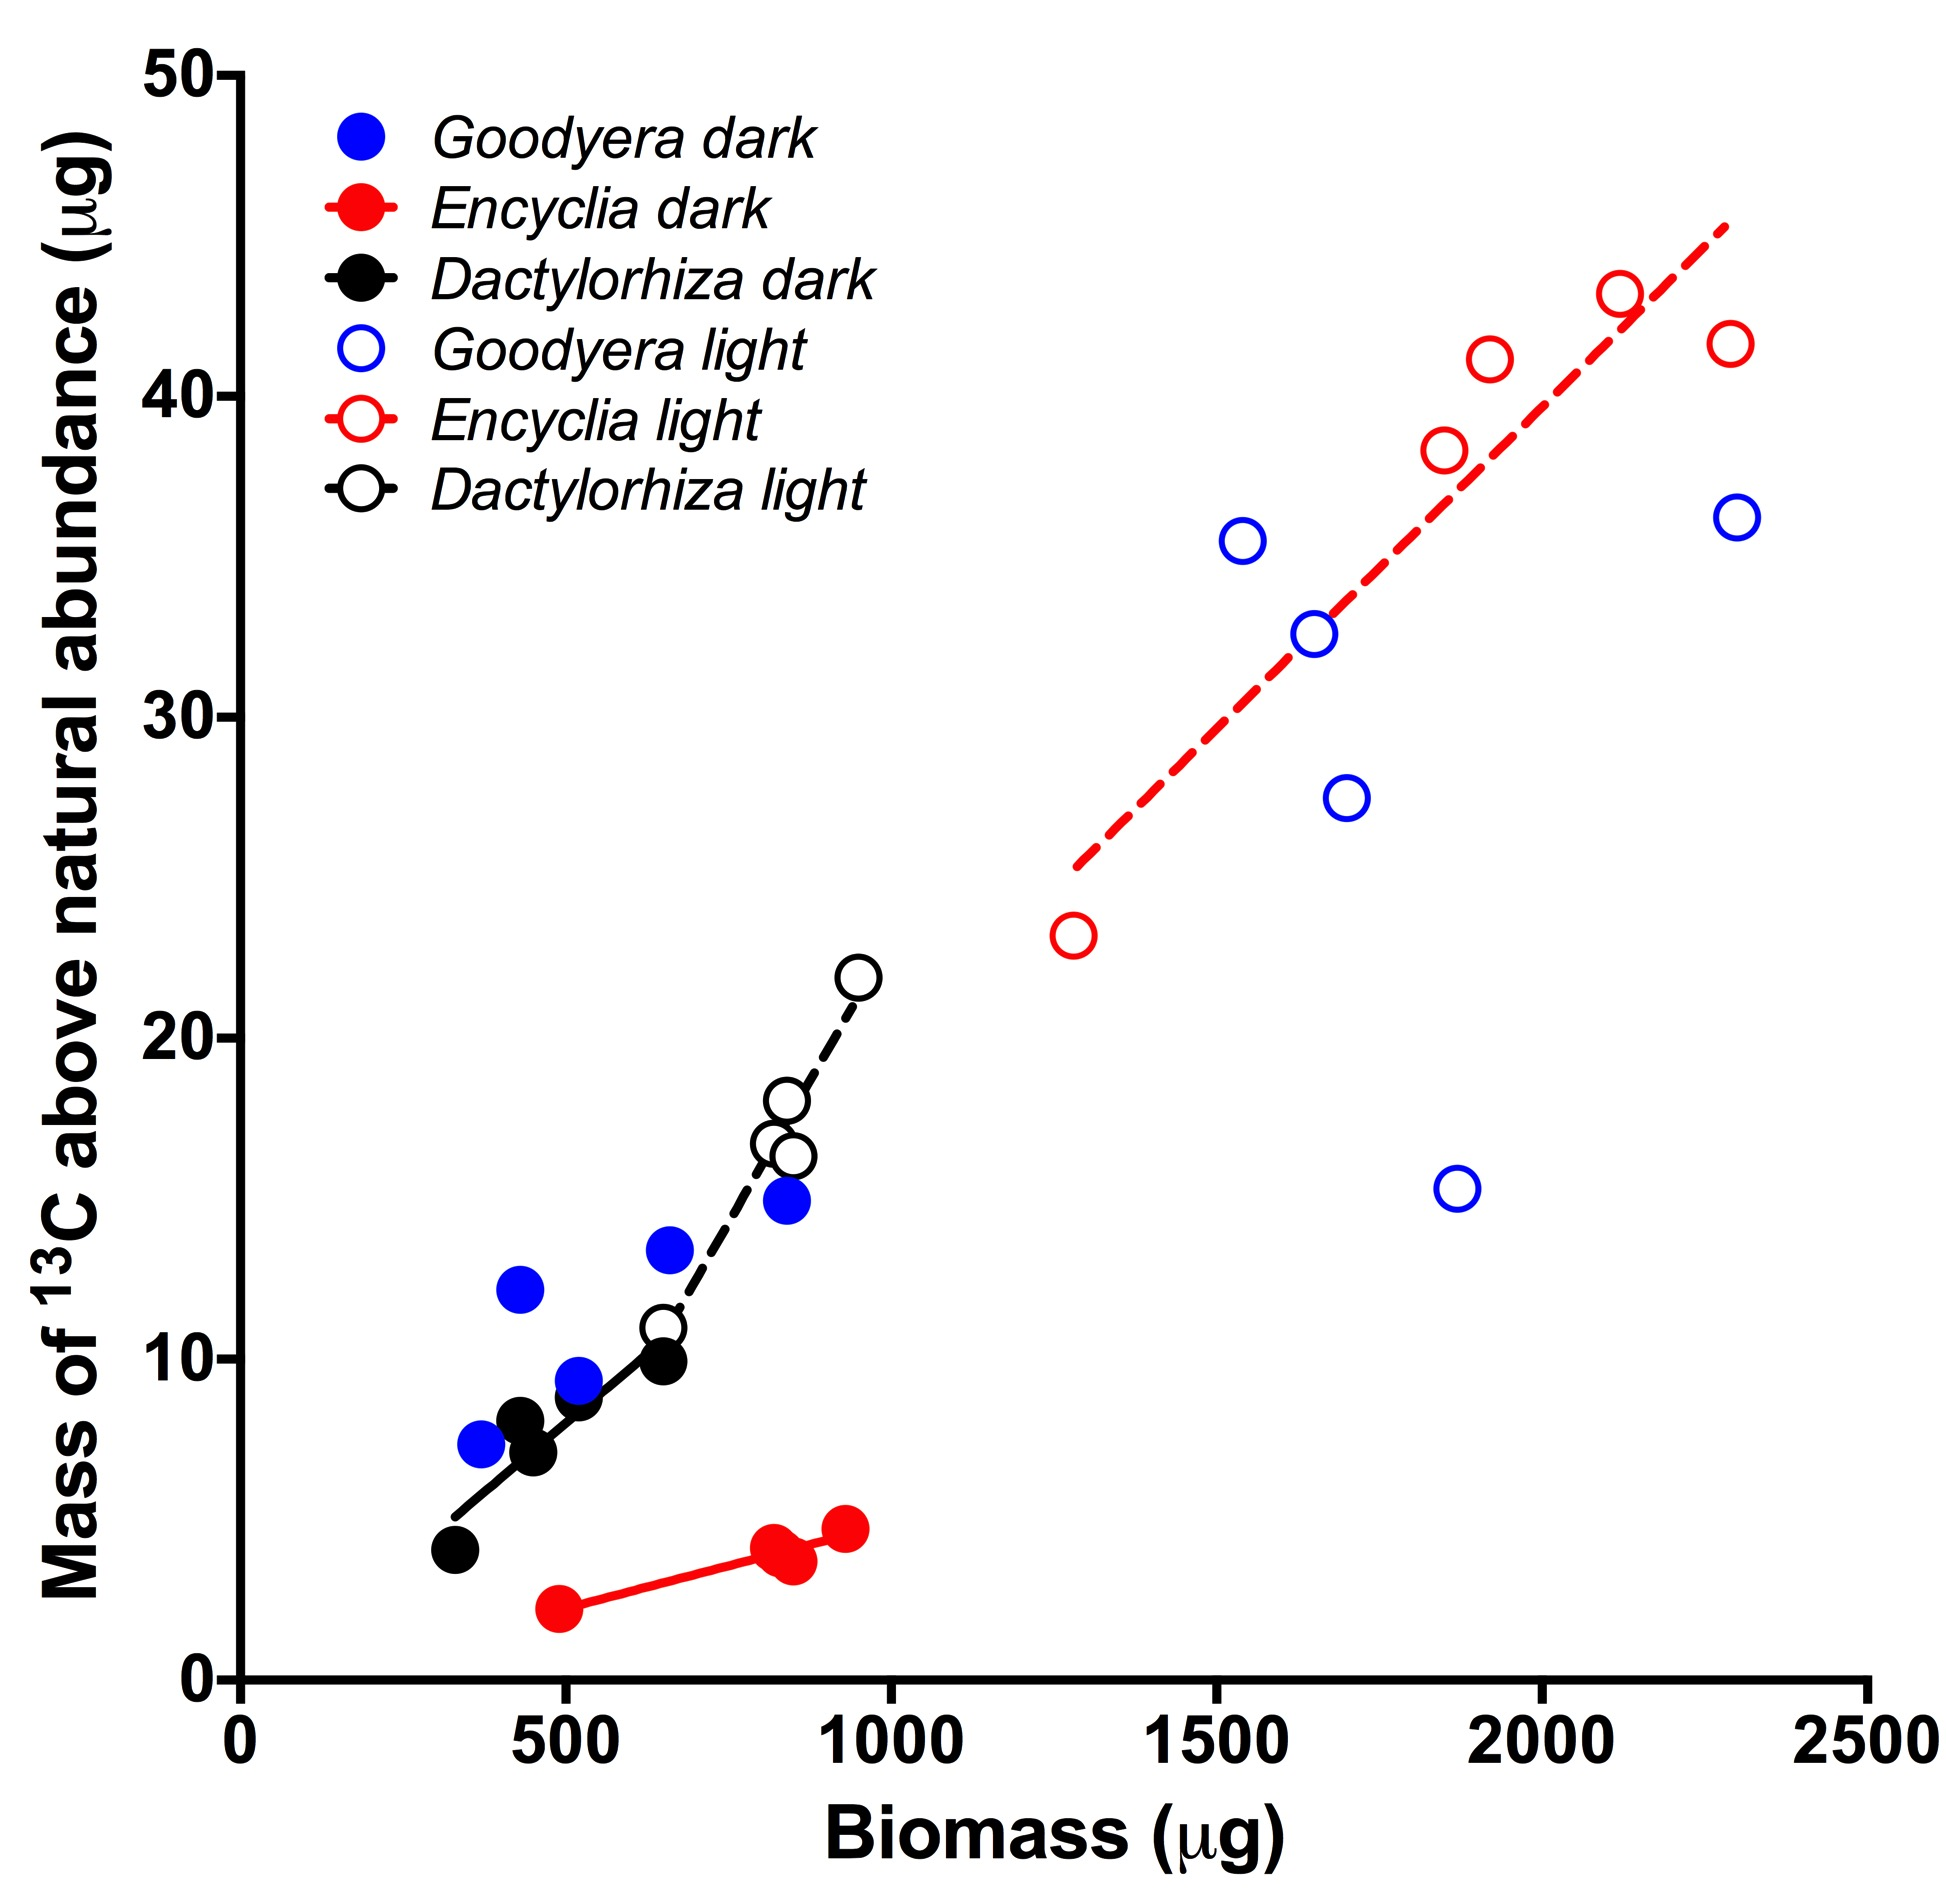 50
40
30
20
10
0
Mass of ¹³C above natural abundance (μg)
Goodyera dark
Encyclia dark
Dactylorhiza dark
Goodyera light
Encyclia light
Dactylorhiza light
0 500 1000 1500 2000 2500
Biomass (μg)